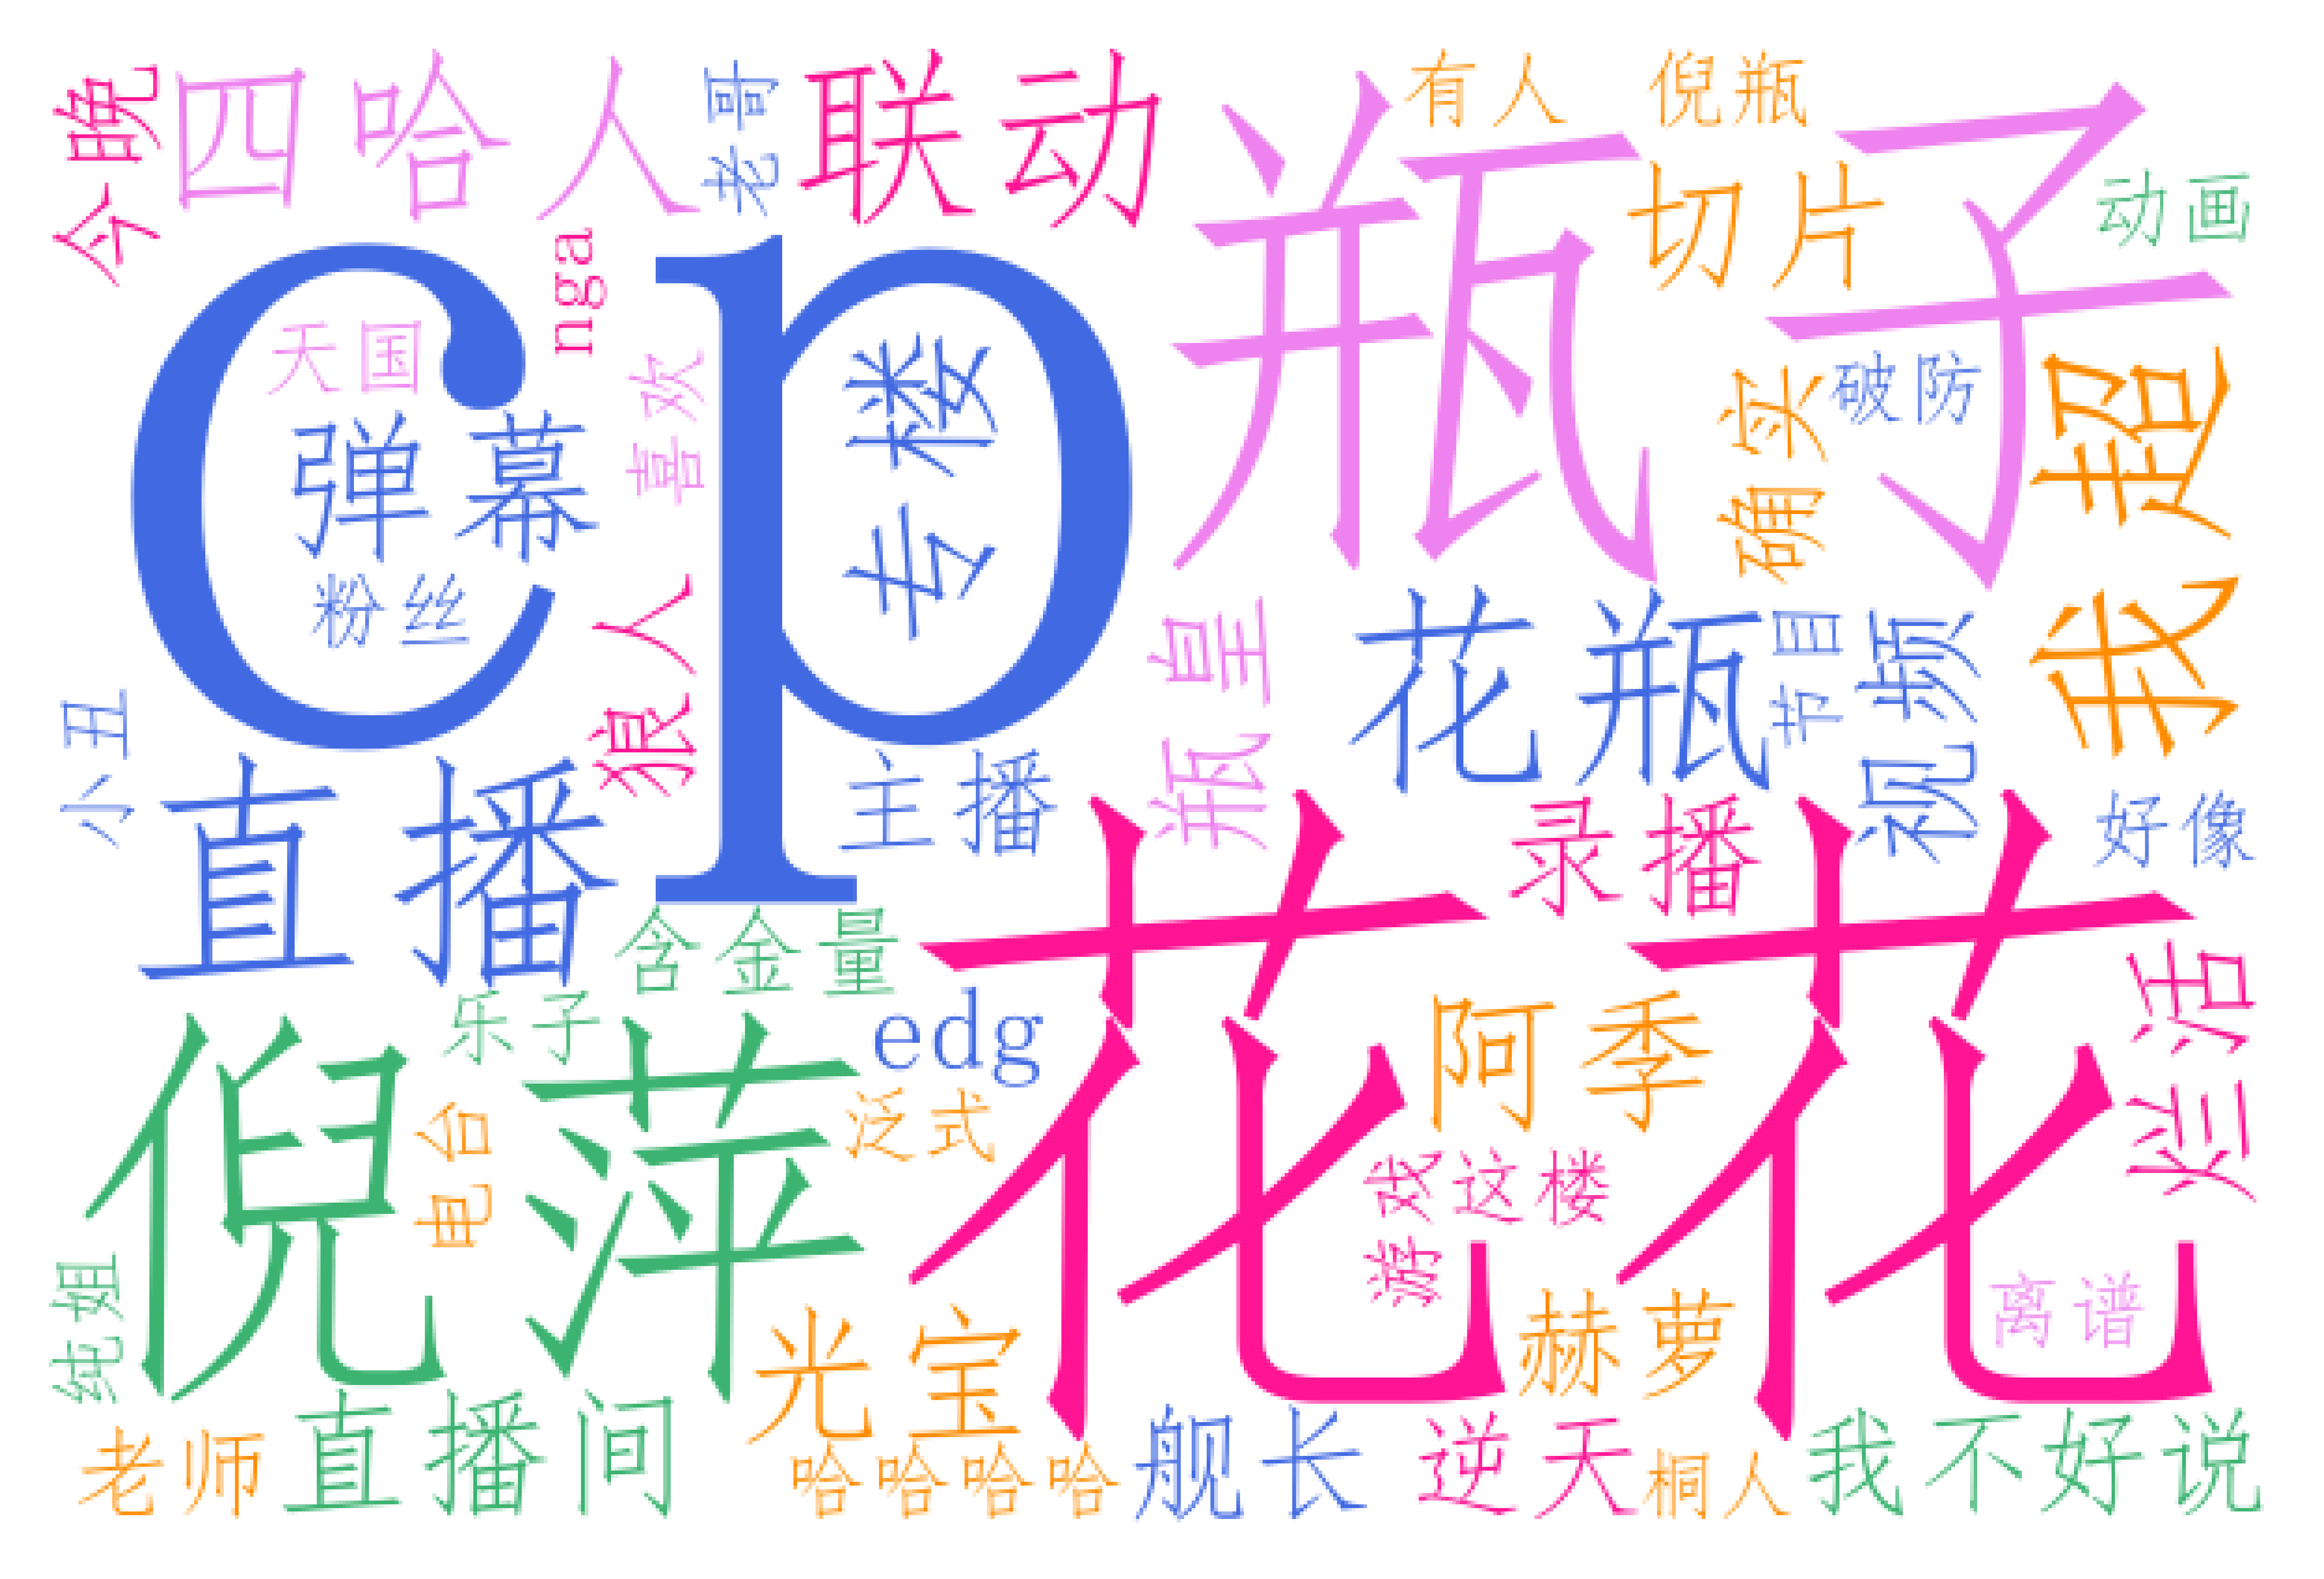 今晚
四哈人
老哥
联动
有人
倪瓶
瓶子
切片
动画
cp
nga
天国
弹幕
粉丝
喜欢
专楼
狼人
确实
破防
我超
瓶皇
花瓶
节目
视频
小丑
直播
主播
录播
好像
含金量
花花
烂活
乐子
edg
阿季
倪萍
电台
泛式
游戏
这楼
纯姐
光宝
赫萝
离谱
老师
直播间
哈哈哈哈
舰长
逆天
桐人
我不好说